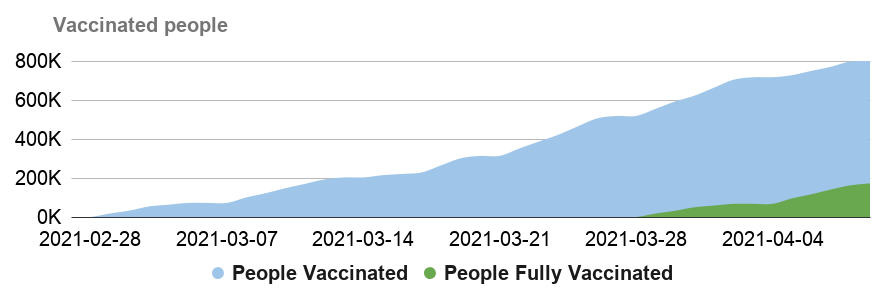 Vaccinated people
800K
600K
400K
200K
0K
2021-02-28 2021-03-07 2021-03-14 2021-03-21 2021-03-28 2021-04-04
People Vaccinated People Fully Vaccinated